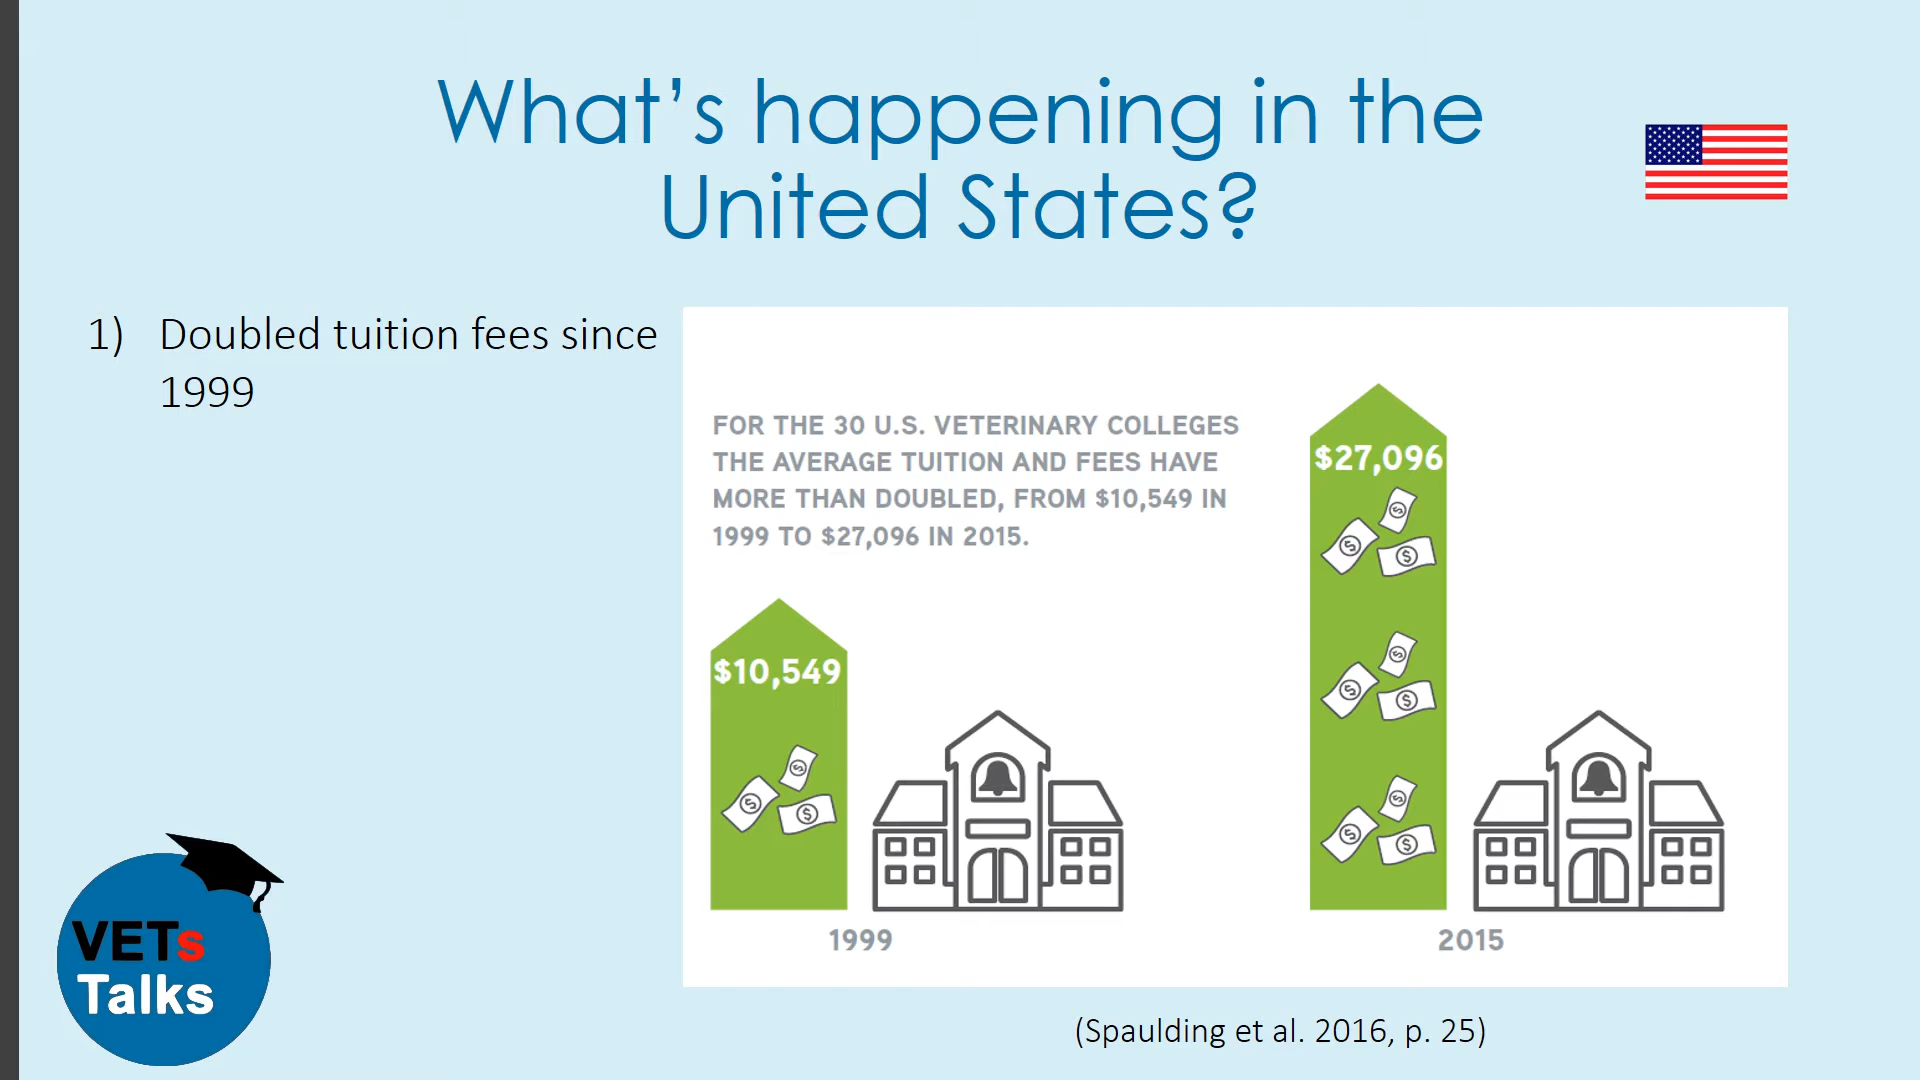 What's happening in the
United States?
1) Doubled tuition fees since
1999
FOR THE 30 U.S. VETERINARY COLLEGES
THE AVERAGE TUITION AND FEES HAVE
MORE THAN DOUBLED, FROM $10,549 IN
1999 TO $27,096 IN 2015.
$10,549
$27,096
1999
2015
VETs
Talks
(Spaulding et al. 2016, p. 25)